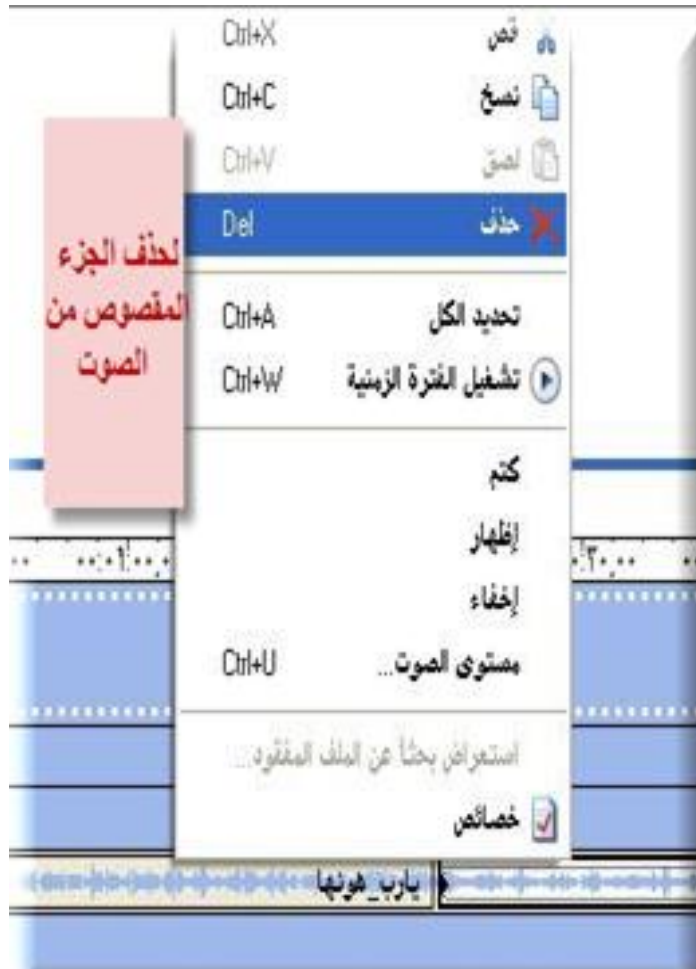 قص Ctrl+X
نسخ Ctrl+C
لصق Ctrl+V
حذف Del
تحديد الكل Ctrl+A
تشغيل الفترة الزمنية Ctrl+W
كتم
إظهار
إخفاء
مستوى الصوت... Ctrl+U
استعراض بحثاً عن الملف المفقود...
خصائص
لحذف الجزء
المقصوص من
الصوت
يارب_هونها